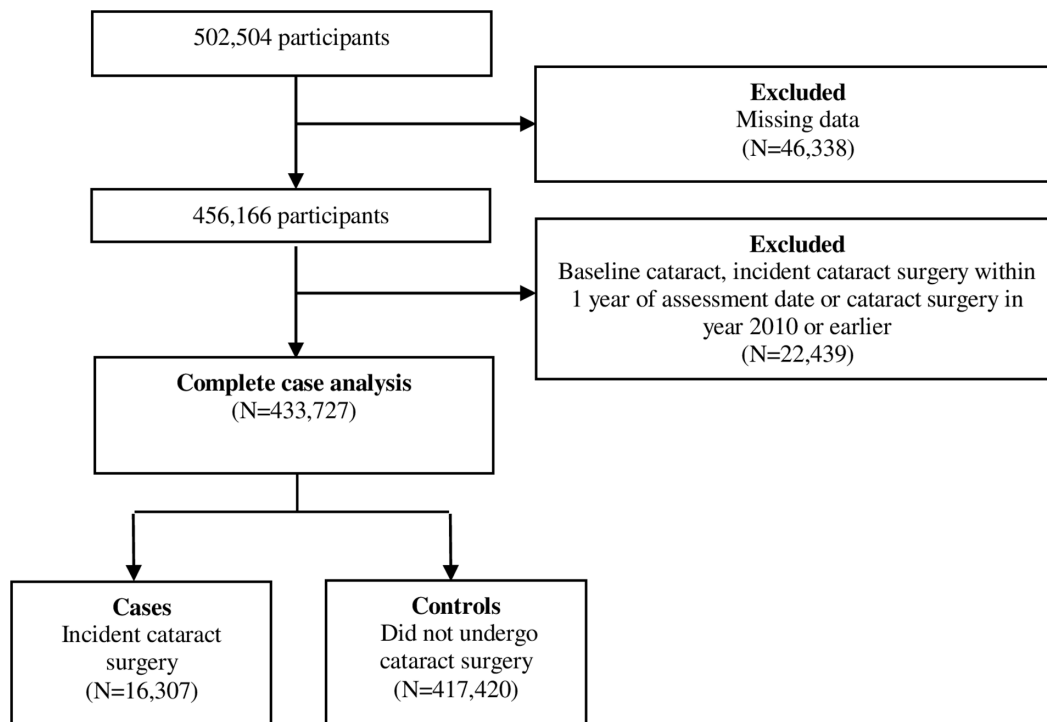 502,504 participants
Excluded
Missing data
(N=46,338)
456,166 participants
Excluded
Baseline cataract, incident cataract surgery within
1 year of assessment date or cataract surgery in
year 2010 or earlier
(N=22,439)
Complete case analysis
(N=433,727)
Cases
Incident cataract
surgery
(N=16,307)
Controls
Did not undergo
cataract surgery
(N=417,420)